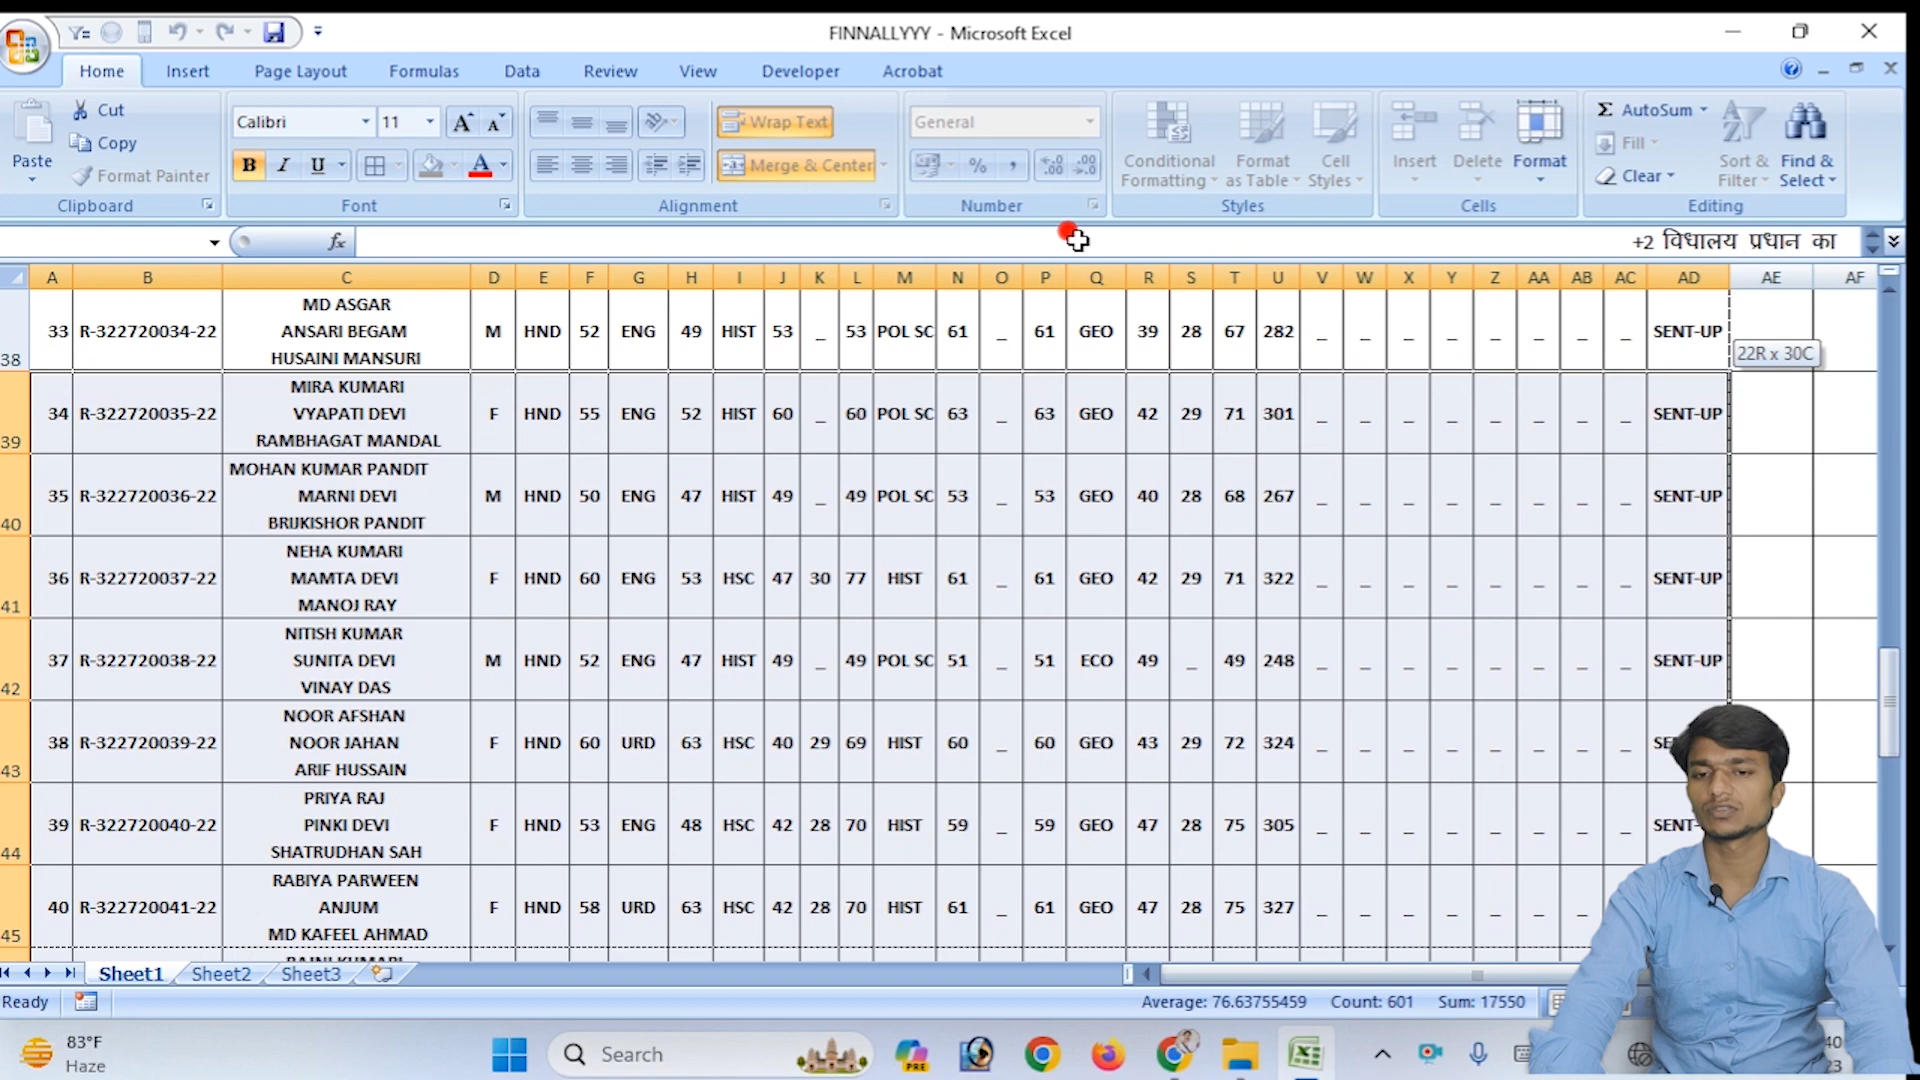 FINNALLYYY - Microsoft Excel
Home Insert Page Layout Formulas Data Review View Developer Acrobat
Paste Cut Copy Format Painter Clipboard
Calibri 11 B I U Font
Wrap Text Merge & Center Alignment
General % , Number
Conditional Formatting Format as Table Cell Styles Styles
Insert Delete Format Cells
Σ AutoSum Fill Clear Sort & Filter Find & Select Editing
fx +2 विधालय प्रधान का
A B C D E F G H I J K L M N O P Q R S T U V W X Y Z AA AB AC AD AE AF
MD ASGAR
38 33 R-322720034-22 ANSARI BEGAM M HND 52 ENG 49 HIST 53 _ 53 POL SC 61 _ 61 GEO 39 28 67 282 _ _ _ _ _ _ _ _ SENT-UP
HUSAINI MANSURI
22R x 30C
MIRA KUMARI
39 34 R-322720035-22 VYAPATI DEVI F HND 55 ENG 52 HIST 60 _ 60 POL SC 63 _ 63 GEO 42 29 71 301 _ _ _ _ _ _ _ _ SENT-UP
RAMBHAGAT MANDAL
MOHAN KUMAR PANDIT
40 35 R-322720036-22 MARNI DEVI M HND 50 ENG 47 HIST 49 _ 49 POL SC 53 _ 53 GEO 40 28 68 267 _ _ _ _ _ _ _ _ SENT-UP
BRIJKISHOR PANDIT
NEHA KUMARI
41 36 R-322720037-22 MAMTA DEVI F HND 60 ENG 53 HSC 47 30 77 HIST 61 _ 61 GEO 42 29 71 322 _ _ _ _ _ _ _ _ SENT-UP
MANOJ RAY
NITISH KUMAR
42 37 R-322720038-22 SUNITA DEVI M HND 52 ENG 47 HIST 49 _ 49 POL SC 51 _ 51 ECO 49 _ 49 248 _ _ _ _ _ _ _ _ SENT-UP
VINAY DAS
NOOR AFSHAN
43 38 R-322720039-22 NOOR JAHAN F HND 60 URD 63 HSC 40 29 69 HIST 60 _ 60 GEO 43 29 72 324 _ _ _ _ _ _ _ _
ARIF HUSSAIN
PRIYA RAJ
44 39 R-322720040-22 PINKI DEVI F HND 53 ENG 48 HSC 42 28 70 HIST 59 _ 59 GEO 47 28 75 305 _ _ _ _ _ _ _ _ SENT-
SHATRUDHAN SAH
RABIYA PARWEEN
45 40 R-322720041-22 ANJUM F HND 58 URD 63 HSC 42 28 70 HIST 61 _ 61 GEO 47 28 75 327 _ _ _ _ _ _ _
MD KAFEEL AHMAD
Sheet1 Sheet2 Sheet3
Ready Average: 76.63755459 Count: 601 Sum: 17550
83°F
Haze
Search
PRE